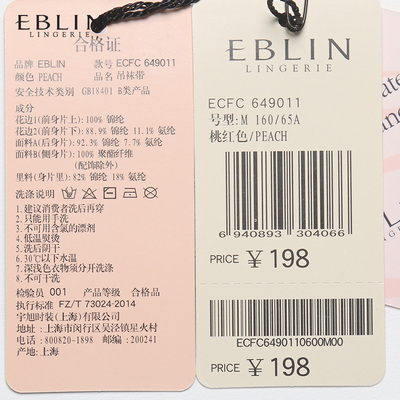 EBLIN
LINGERIE
合格证
品牌 EBLIN 款号 ECFC 649011
颜色 PEACH 品名 吊袜带
安全技术类别 GB18401 B类产品
成分
花边1(前身片上) 100% 锦纶
花边2(前身片下) 88.9% 锦纶 11.1% 氨纶
面料A(后身片) 92.3% 锦纶 7.7% 氨纶
面料B(侧身片) 100% 聚酯纤维
(配饰除外)
里料(前身片) 82% 锦纶 18% 氨纶
洗涤说明
1.建议消费者洗后再穿
2.只能用手洗
3.不可用含氯的漂剂
4.低温熨烫
5.洗后阴干
6.30℃以下水温
7.深浅色衣物须分开洗涤
8.不可干洗
检验员 001 产品等级 合格品
执行标准 FZ/T 73024-2014
宇旭时装(上海)有限公司
上海市闵行区吴泾镇星火村
电话: 800820-1898 邮编: 200241
产地: 上海
EBLIN
LINGERIE
ECFC 649011
号型:M 160/65A
桃红色/PEACH
6 940893 304066
PRICE ¥ 198
ECFC6490110600M00
PRICE ¥ 198
EBLIN
LINGERIE